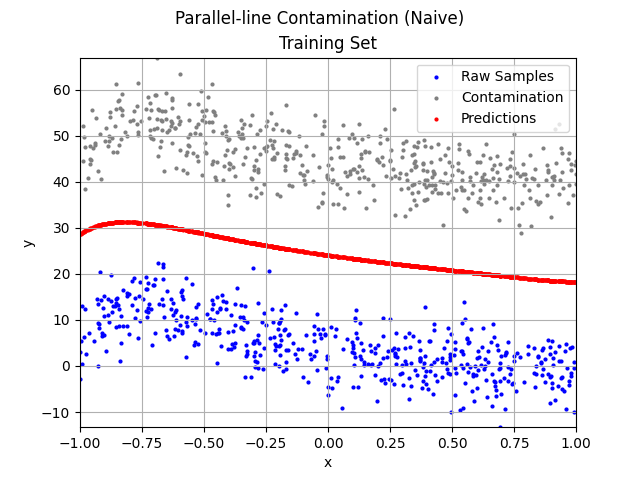 Parallel-line Contamination (Naive)
Training Set
Raw Samples
Contamination
Predictions
60
50
40
30
20
10
0
−10
y
−1.00 −0.75 −0.50 −0.25 0.00 0.25 0.50 0.75 1.00
x